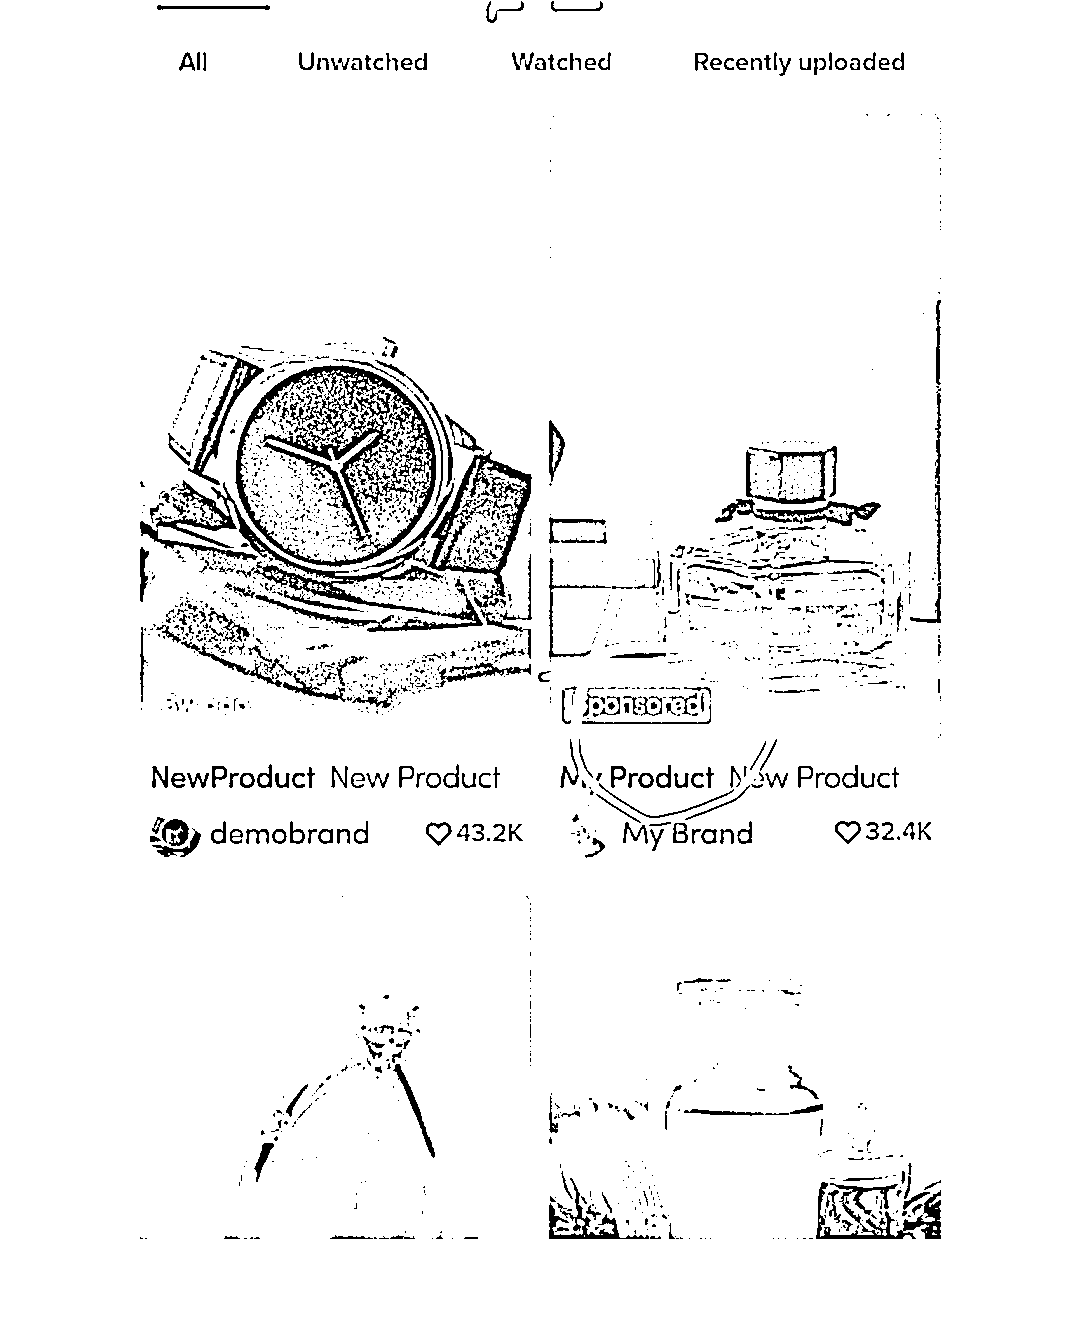 All Unwatched Watched Recently uploaded
Sponsored
NewProduct New Product
My Product New Product
demobrand 43.2K
My Brand 32.4K